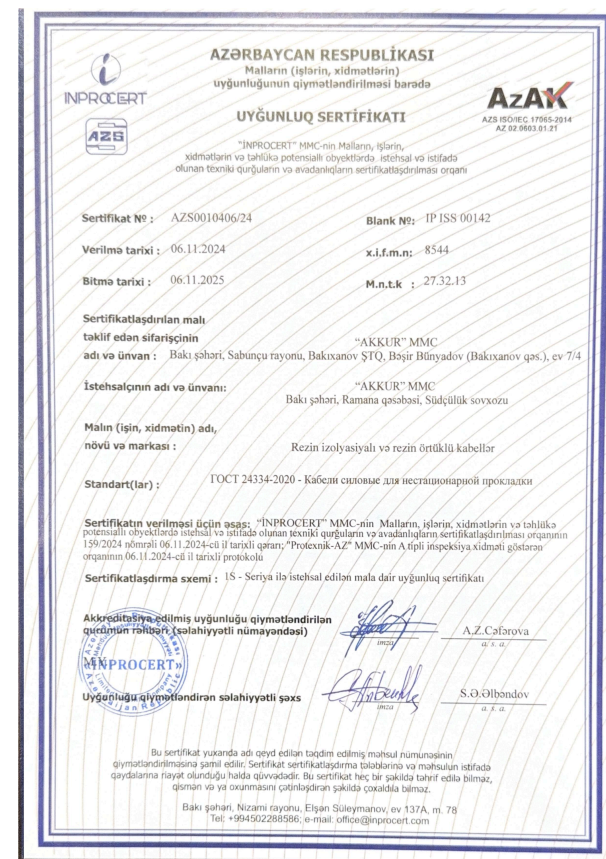 INPROCERT
AZS
AZƏRBAYCAN RESPUBLİKASI
Malların (işlərin, xidmətlərin)
uyğunluğunun qiymətləndirilməsi barədə
UYĞUNLUQ SERTİFİKATI
AzAK
AZS ISO/IEC 17065-2014
AZ 02.0603.01.21
"İNPROCERT" MMC-nin Malların, işlərin,
xidmətlərin və təhlükə potensiallı obyektlərdə istehsal və istifadə
olunan texniki qurğuların və avadanlıqların sertifikatlaşdırılması orqanı
Sertifikat № : AZS0010406/24
Blank №: IP ISS 00142
Verilmə tarixi : 06.11.2024
x.i.f.m.n: 8544
Bitmə tarixi : 06.11.2025
M.n.t.k : 27.32.13
Sertifikatlaşdırılan malı
təklif edən sifarişçinin
adı və ünvan :
"AKKUR" MMC
Bakı şəhəri, Sabunçu rayonu, Bakıxanov ŞTQ, Bəşir Bünyadov (Bakıxanov qəs.), ev 7/4
İstehsalçının adı və ünvanı: "AKKUR" MMC
Bakı şəhəri, Ramana qəsəbəsi, Südçülük sovxozu
Malın (işin, xidmətin) adı,
növü və markası : Rezin izolyasiyalı və rezin örtüklü kabellər
Standart(lar) : ГОСТ 24334-2020 - Кабели силовые для нестационарной прокладки
Sertifikatın verilməsi üçün əsas: "İNPROCERT" MMC-nin Malların, işlərin, xidmətlərin və təhlükə
potensiallı obyektlərdə istehsal və istifadə olunan texniki qurğuların və avadanlıqların sertifikatlaşdırılması orqanının
159/2024 nömrəli 06.11.2024-cü il tarixli qərarı; "Protexnik-AZ" MMC-nin A tipli inspeksiya xidməti göstərən
orqanının 06.11.2024-cü il tarixli protokolu
Sertifikatlaşdırma sxemi : 1S - Seriya ilə istehsal edilən mala dair uyğunluq sertifikatı
Akkreditasiya edilmiş uyğunluğu qiymətləndirilən
qurumun rəhbəri (səlahiyyətli nümayəndəsi)
imza
A.Z.Cəfərova
a. s. a.
«INPROCERT»
Azerbaijan Republic
Uyğunluğu qiymətləndirən səlahiyyətli şəxs
imza
S.Ə.Əlbəndov
a. s. a.
Bu sertifikat yuxarıda adı qeyd edilən təqdim edilmiş məhsul nümunəsinin
qiymətləndirilməsinə şamil edilir. Sertifikat sertifikatlaşdırma tələblərinə və məhsulun istifadə
qaydalarına riayət olunduğu halda qüvvədədir. Bu sertifikat heç bir şəkildə təhrif edilə bilməz,
qismən və ya oxunmasını çətinləşdirən şəkildə çoxaldıla bilməz.
Bakı şəhəri, Nizami rayonu, Elşən Süleymanov, ev 137A, m. 78
Tel: +994502288586; e-mail: office@inprocert.com